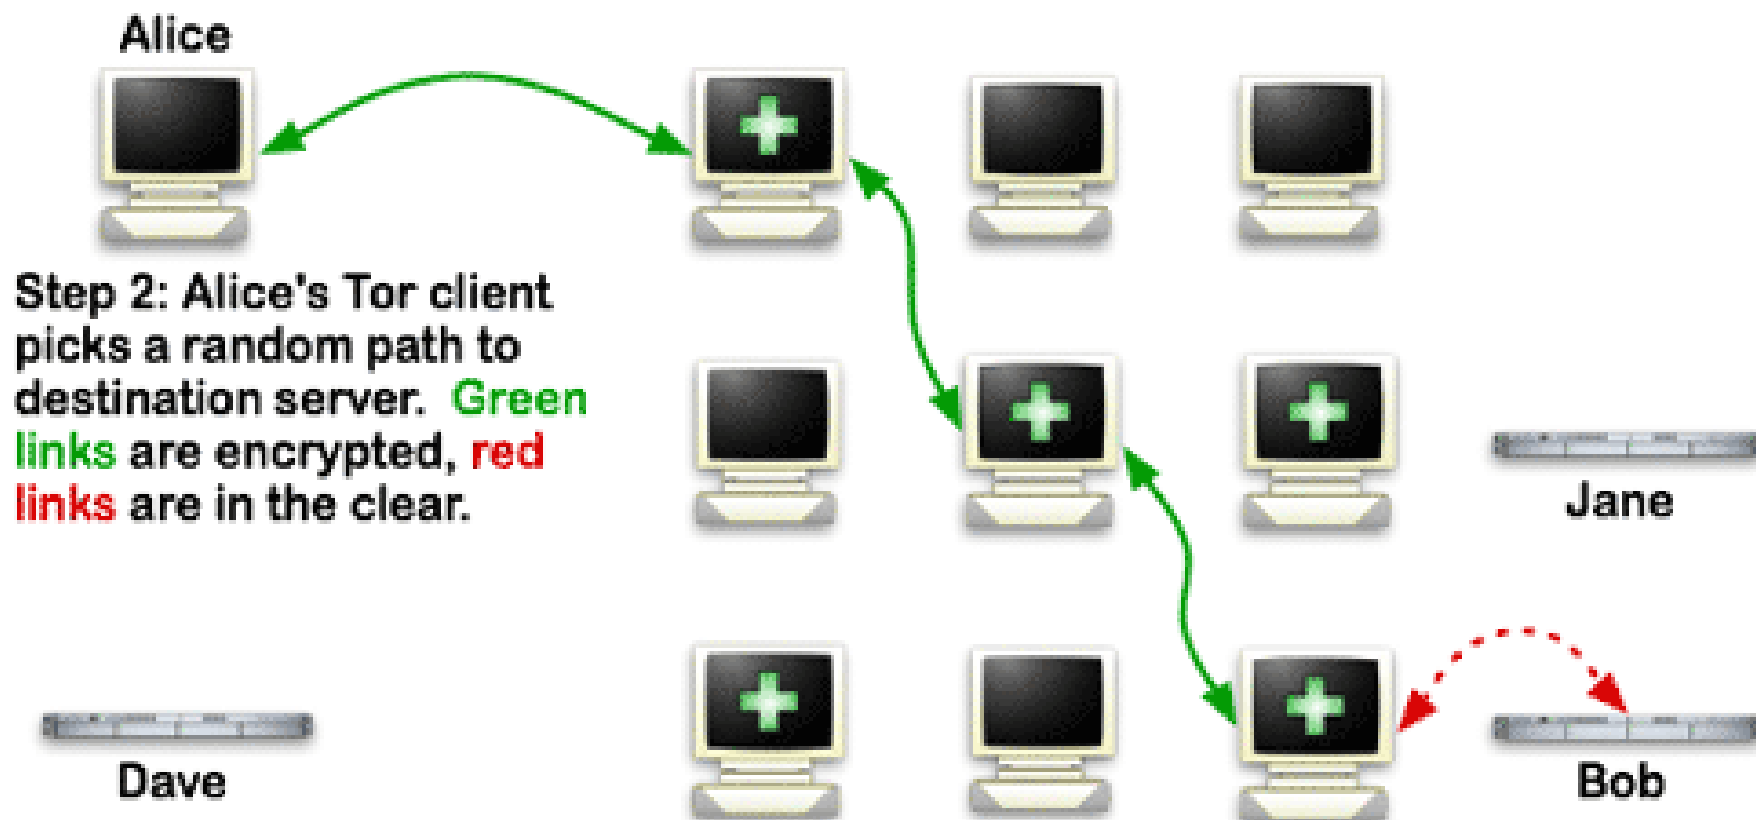 Alice
Step 2: Alice's Tor client
picks a random path to
destination server. Green
links are encrypted, red
links are in the clear.
Jane
Dave
Bob